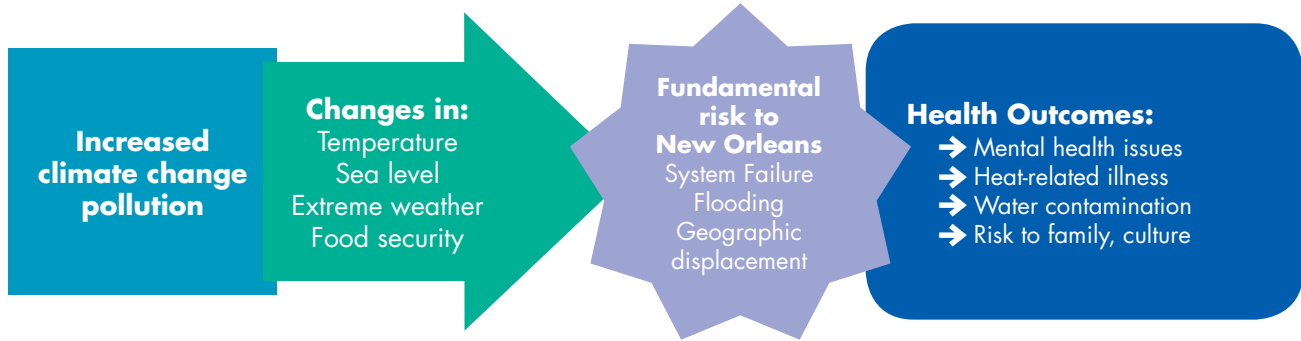 Increased
climate change
pollution
Changes in:
Temperature
Sea level
Extreme weather
Food security
Fundamental
risk to
New Orleans
System Failure
Flooding
Geographic
displacement
Health Outcomes:
→ Mental health issues
→ Heat-related illness
→ Water contamination
→ Risk to family, culture